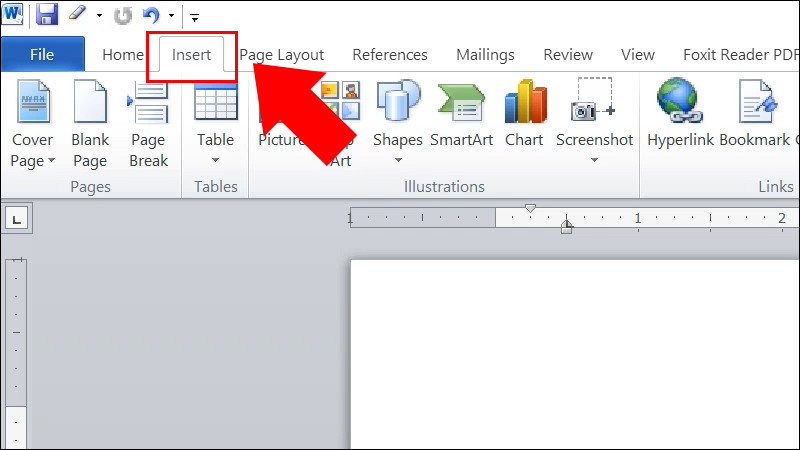 W
File Home Insert Page Layout References Mailings Review View Foxit Reader PDF
Cover Page Blank Page Page Break Table Shapes SmartArt Chart Screenshot Hyperlink Bookmark
Art
Pages Tables Illustrations Links
L
1 1 2